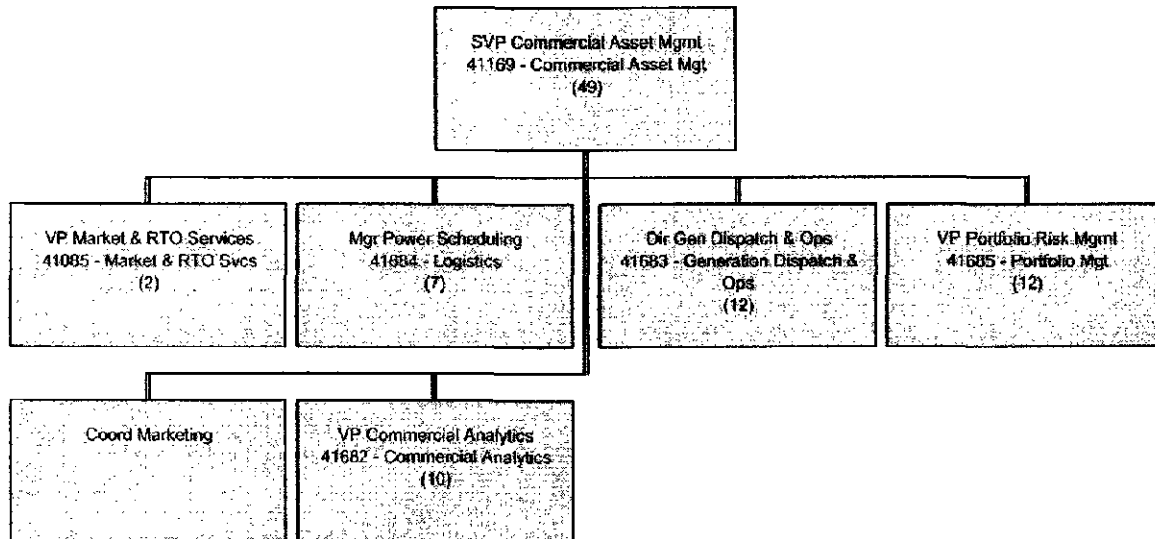 SVP Commercial Asset Mgmt
41169 - Commercial Asset Mgt
(49)
VP Market & RTO Services
41085 - Market & RTO Svcs
(2)
Mgr Power Scheduling
41684 - Logistics
(7)
Dir Gen Dispatch & Ops
41683 - Generation Dispatch &
Ops
(12)
VP Portfolio Risk Mgmt
41685 - Portfolio Mgt
(12)
Coord Marketing
VP Commercial Analytics
41682 - Commercial Analytics
(10)